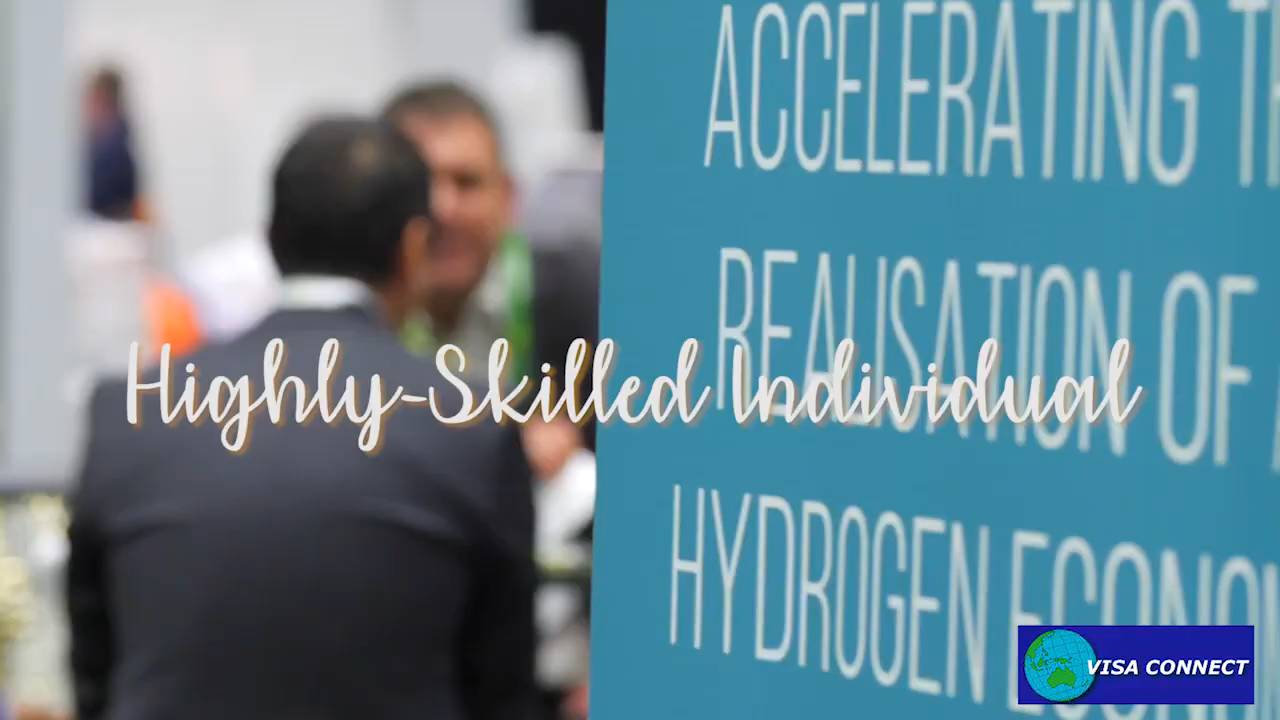 ACCELERATING
REALISATION OF
Highly-Skilled Individual
HYDROGEN
VISA CONNECT